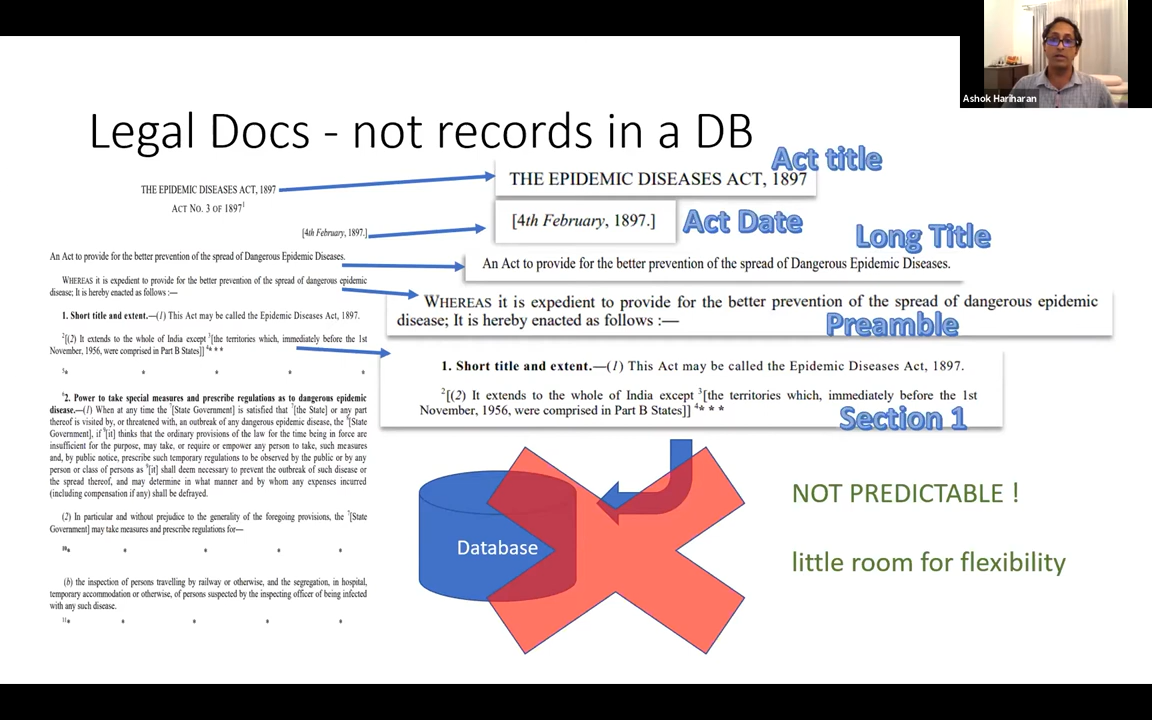 Ashok Hariharan
Legal Docs - not records in a DB
THE EPIDEMIC DISEASES ACT, 1897
ACT NO. 3 OF 1897¹
[4th February, 1897.]
An Act to provide for the better prevention of the spread of Dangerous Epidemic Diseases.
WHEREAS it is expedient to provide for the better prevention of the spread of dangerous epidemic
disease; It is hereby enacted as follows :—
1. Short title and extent.—(1) This Act may be called the Epidemic Diseases Act, 1897.
²[(2) It extends to the whole of India except ³[the territories which, immediately before the 1st
November, 1956, were comprised in Part B States]] ⁴* * *
⁵* * * * *
2. Power to take special measures and prescribe regulations as to dangerous epidemic
disease.—(1) When at any time the ⁷[State Government] is satisfied that ⁷[the State] or any part
thereof is visited by, or threatened with, an outbreak of any dangerous epidemic disease, the [State
Government], if it thinks that the ordinary provisions of the law for the time being in force are
insufficient for the purpose, may take, or require or empower any person to take, such measures
and, by public notice, prescribe such temporary regulations to be observed by the public or by any
person or class of persons as [it] shall deem necessary to prevent the outbreak of such disease or
the spread thereof, and may determine in what manner and by whom any expenses incurred
(including compensation if any) shall be defrayed.
(2) In particular and without prejudice to the generality of the foregoing provisions, the ⁷[State
Government] may take measures and prescribe regulations for—
* * * * *
(b) the inspection of persons travelling by railway or otherwise, and the segregation, in hospital,
temporary accommodation or otherwise, of persons suspected by the inspecting officer of being infected
with any such disease.
¹¹* * * * *
Act title
THE EPIDEMIC DISEASES ACT, 1897
[4th February, 1897.]
Act Date
Long Title
An Act to provide for the better prevention of the spread of Dangerous Epidemic Diseases.
WHEREAS it is expedient to provide for the better prevention of the spread of dangerous epidemic
disease; It is hereby enacted as follows :—
Preamble
1. Short title and extent.—(1) This Act may be called the Epidemic Diseases Act, 1897.
²[(2) It extends to the whole of India except ³[the territories which, immediately before the 1st
November, 1956, were comprised in Part B States]] ⁴* * *
Section 1
Database
NOT PREDICTABLE !
little room for flexibility